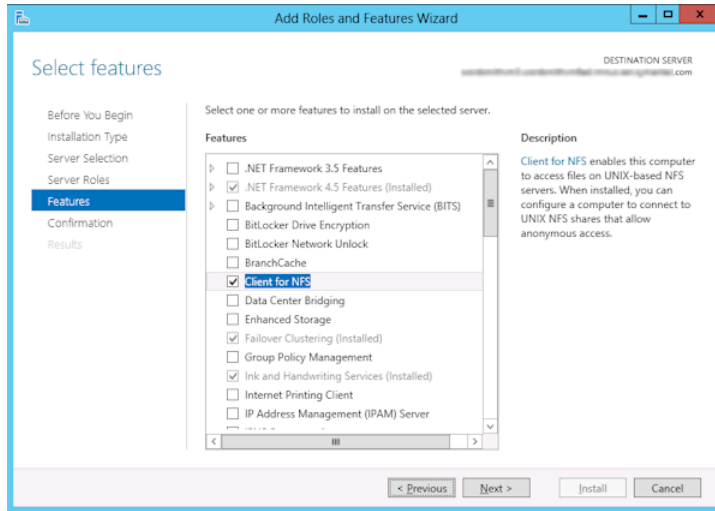 Add Roles and Features Wizard
Select features
DESTINATION SERVER
.com
Before You Begin
Installation Type
Server Selection
Server Roles
Features
Confirmation
Results
Select one or more features to install on the selected server.
Features
.NET Framework 3.5 Features
.NET Framework 4.5 Features (Installed)
Background Intelligent Transfer Service (BITS)
BitLocker Drive Encryption
BitLocker Network Unlock
BranchCache
Client for NFS
Data Center Bridging
Enhanced Storage
Failover Clustering (Installed)
Group Policy Management
Ink and Handwriting Services (Installed)
Internet Printing Client
IP Address Management (IPAM) Server
Description
Client for NFS enables this computer
to access files on UNIX-based NFS
servers. When installed, you can
configure a computer to connect to
UNIX NFS shares that allow
anonymous access.
< Previous
Next >
Install
Cancel